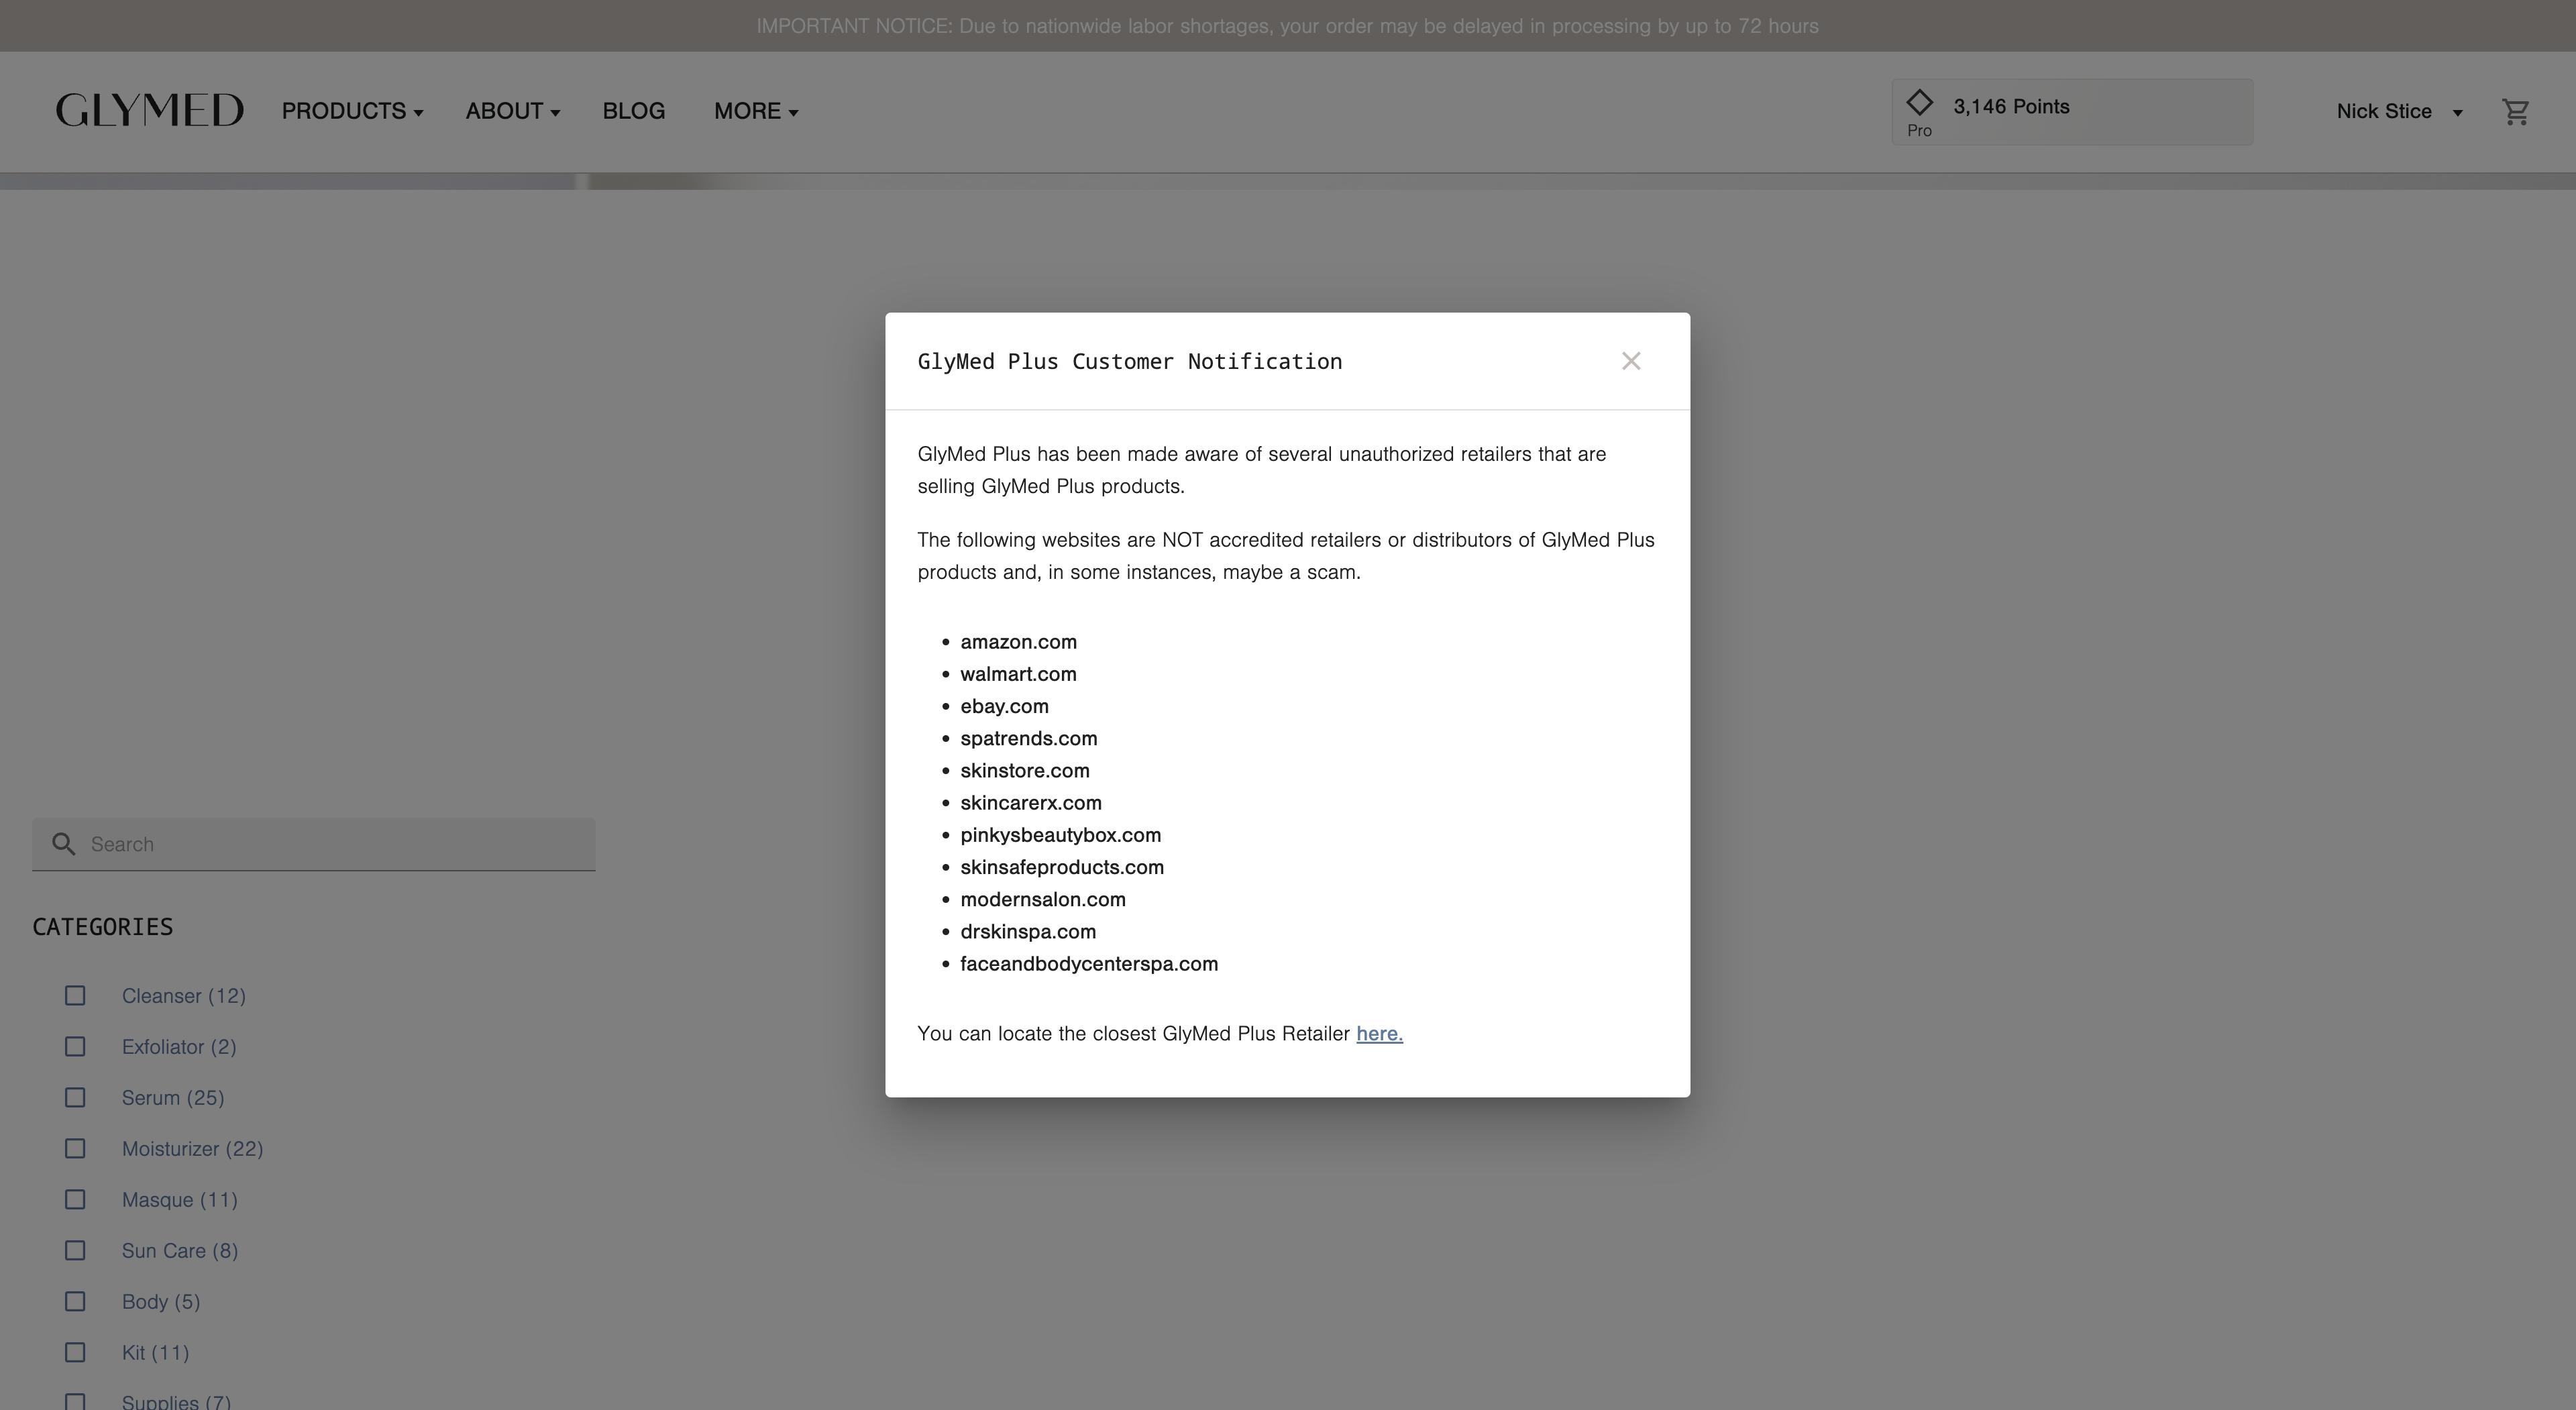 IMPORTANT NOTICE: Due to nationwide labor shortages, your order may be delayed in processing by up to 72 hours
GLYMED PRODUCTS ABOUT BLOG MORE 3,146 Points Nick Stice
Pro
GlyMed Plus Customer Notification
GlyMed Plus has been made aware of several unauthorized retailers that are
selling GlyMed Plus products.
The following websites are NOT accredited retailers or distributors of GlyMed Plus
products and, in some instances, maybe a scam.
• amazon.com
• walmart.com
• ebay.com
• spatrends.com
• skinstore.com
• skincarerx.com
• pinkysbeautybox.com
• skinsafeproducts.com
• modernsalon.com
• drskinspa.com
• faceandbodycenterspa.com
You can locate the closest GlyMed Plus Retailer here.
Search
CATEGORIES
Cleanser (12)
Exfoliator (2)
Serum (25)
Moisturizer (22)
Masque (11)
Sun Care (8)
Body (5)
Kit (11)
Supplies (7)